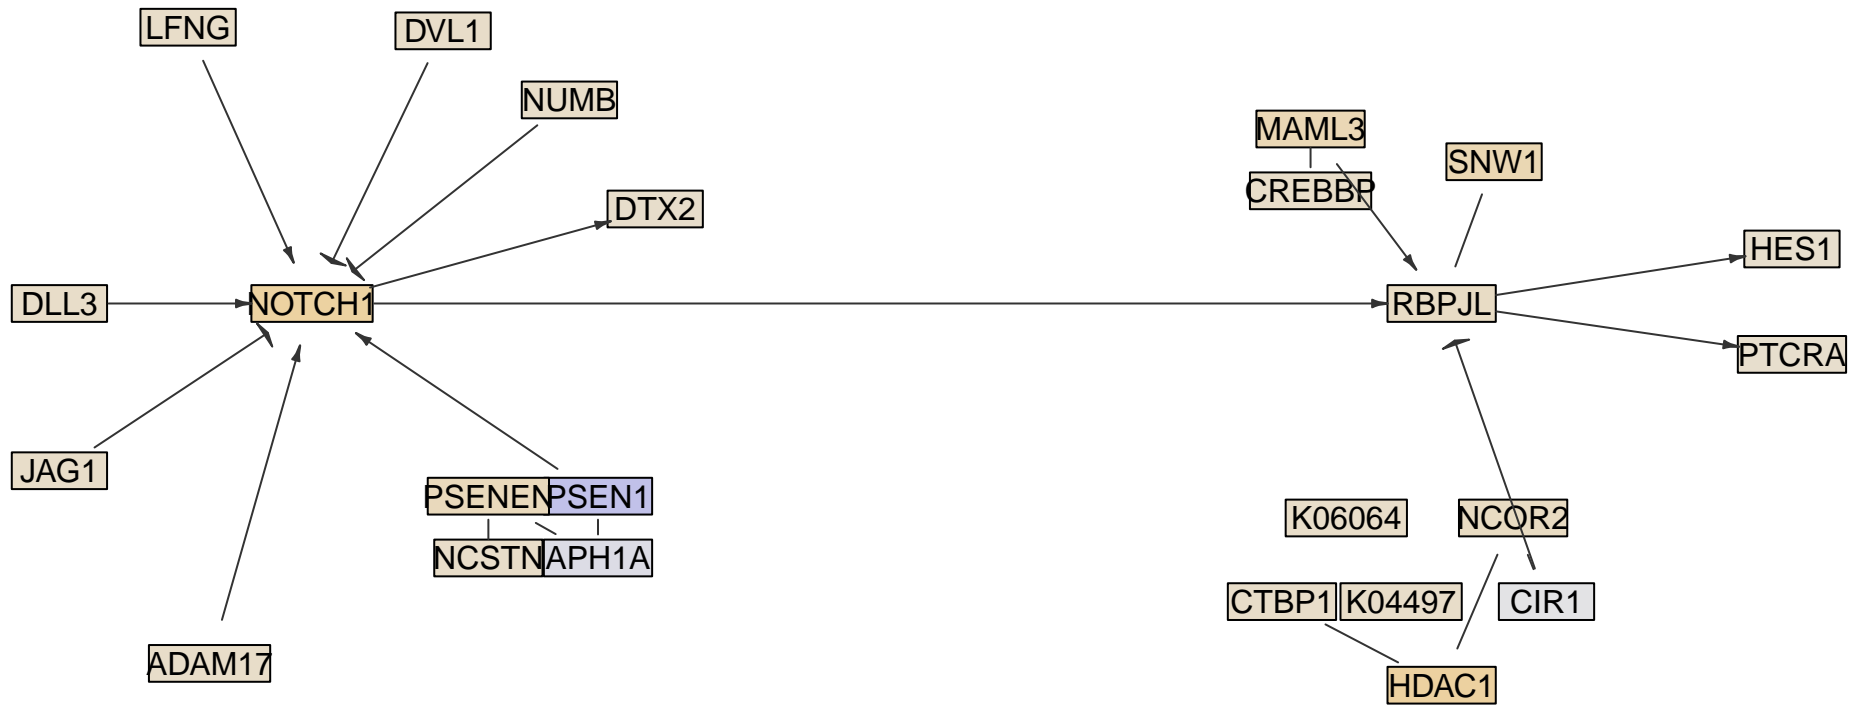 LFNG
DVL1
NUMB
MAML3
SNW1
CREBBP
DTX2
HES1
DLL3
NOTCH1
RBPJL
PTCRA
JAG1
PSENEN
PSEN1
K06064
NCOR2
NCSTN
APH1A
CTBP1
K04497
CIR1
ADAM17
HDAC1